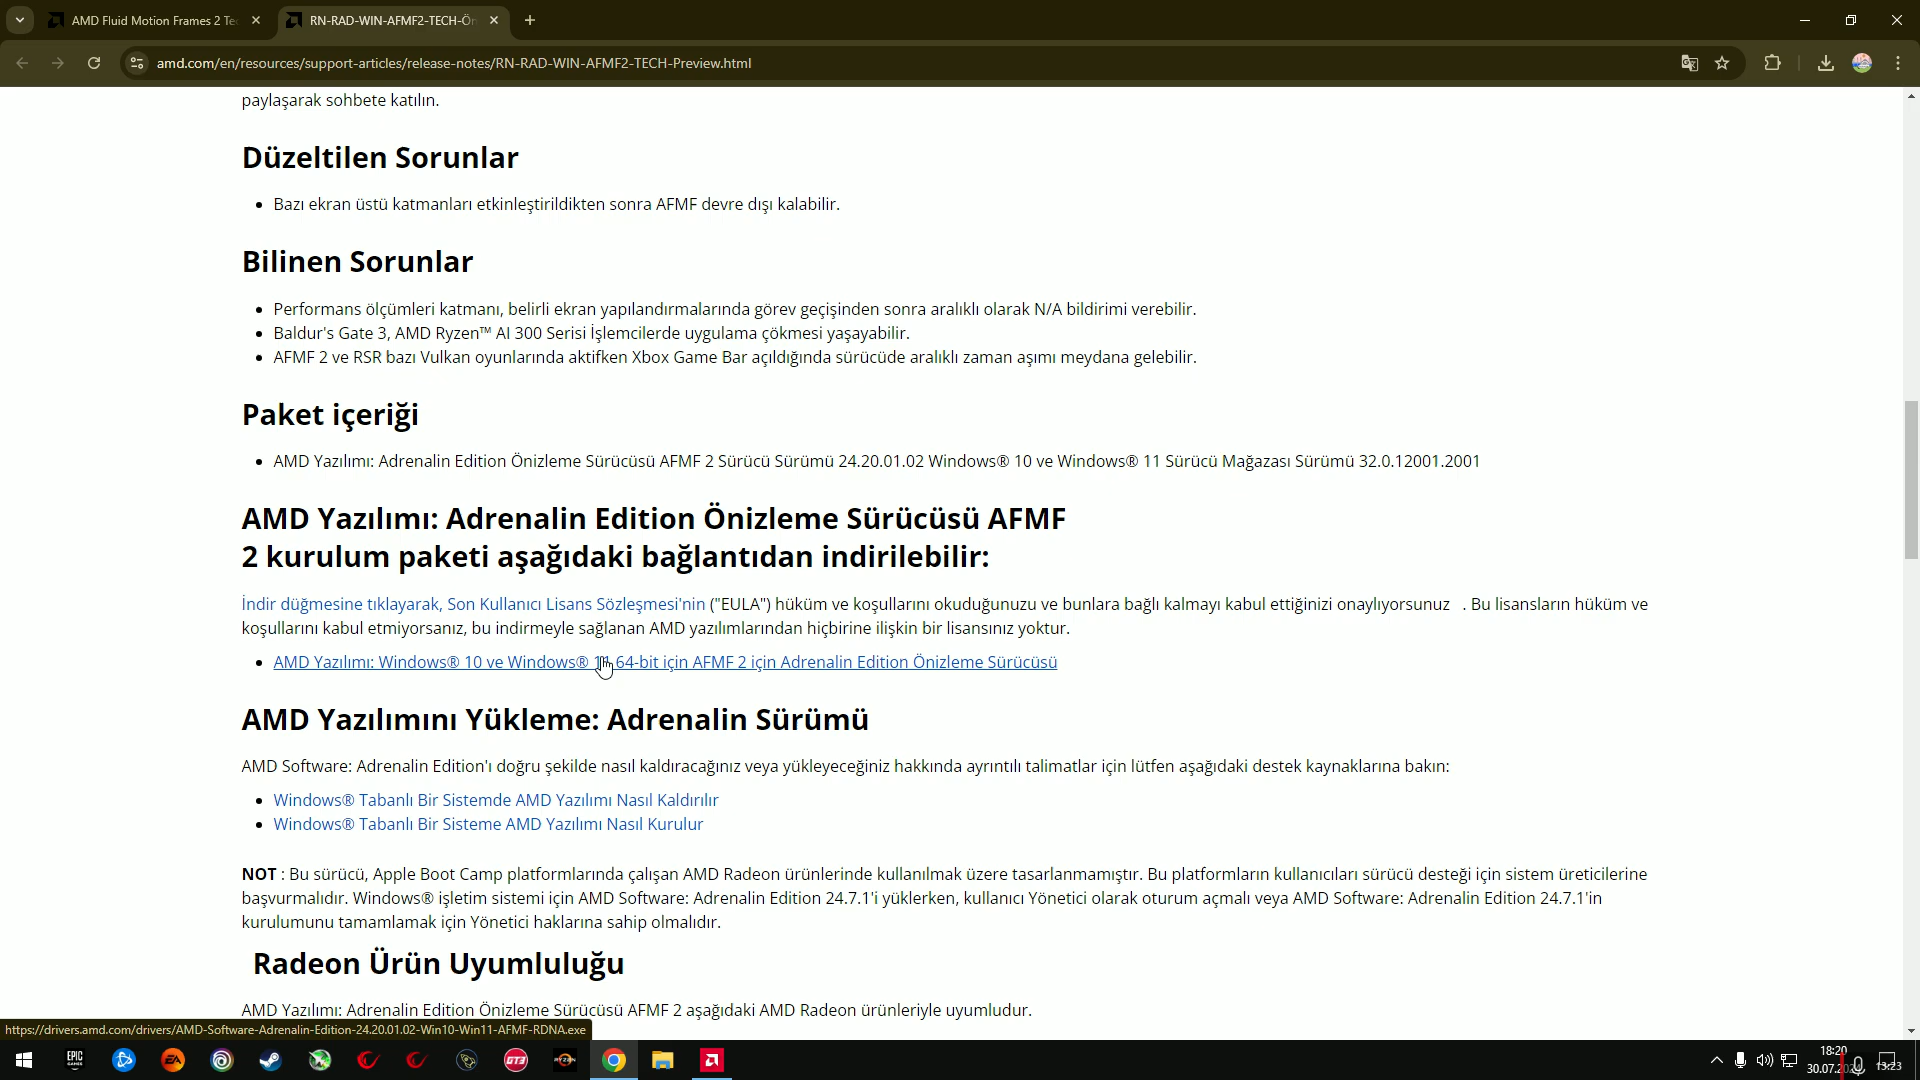 AMD Fluid Motion Frames 2 Te
RN-RAD-WIN-AFMF2-TECH-Ön
amd.com/en/resources/support-articles/release-notes/RN-RAD-WIN-AFMF2-TECH-Preview.html
paylaşarak sohbete katılın.
Düzeltilen Sorunlar
• Bazı ekran üstü katmanları etkinleştirildikten sonra AFMF devre dışı kalabilir.
Bilinen Sorunlar
• Performans ölçümleri katmanı, belirli ekran yapılandırmalarında görev geçişinden sonra aralıklı olarak N/A bildirimi verebilir.
• Baldur's Gate 3, AMD Ryzen™ AI 300 Serisi İşlemcilerde uygulama çökmesi yaşayabilir.
• AFMF 2 ve RSR bazı Vulkan oyunlarında aktifken Xbox Game Bar açıldığında sürücüde aralıklı zaman aşımı meydana gelebilir.
Paket içeriği
• AMD Yazılımı: Adrenalin Edition Önizleme Sürücüsü AFMF 2 Sürücü Sürümü 24.20.01.02 Windows® 10 ve Windows® 11 Sürücü Mağazası Sürümü 32.0.12001.2001
AMD Yazılımı: Adrenalin Edition Önizleme Sürücüsü AFMF
2 kurulum paketi aşağıdaki bağlantıdan indirilebilir:
İndir düğmesine tıklayarak, Son Kullanıcı Lisans Sözleşmesi'nin ("EULA") hüküm ve koşullarını okuduğunuzu ve bunlara bağlı kalmayı kabul ettiğinizi onaylıyorsunuz . Bu lisansların hüküm ve
koşullarını kabul etmiyorsanız, bu indirmeyle sağlanan AMD yazılımlarından hiçbirine ilişkin bir lisansınız yoktur.
• AMD Yazılımı: Windows® 10 ve Windows® 11 64-bit için AFMF 2 için Adrenalin Edition Önizleme Sürücüsü
AMD Yazılımını Yükleme: Adrenalin Sürümü
AMD Software: Adrenalin Edition'ı doğru şekilde nasıl kaldıracağınız veya yükleyeceğiniz hakkında ayrıntılı talimatlar için lütfen aşağıdaki destek kaynaklarına bakın:
• Windows® Tabanlı Bir Sistemde AMD Yazılımı Nasıl Kaldırılır
• Windows® Tabanlı Bir Sisteme AMD Yazılımı Nasıl Kurulur
NOT : Bu sürücü, Apple Boot Camp platformlarında çalışan AMD Radeon ürünlerinde kullanılmak üzere tasarlanmamıştır. Bu platformların kullanıcıları sürücü desteği için sistem üreticilerine
başvurmalıdır. Windows® işletim sistemi için AMD Software: Adrenalin Edition 24.7.1'i yüklerken, kullanıcı Yönetici olarak oturum açmalı veya AMD Software: Adrenalin Edition 24.7.1'in
kurulumunu tamamlamak için Yönetici haklarına sahip olmalıdır.
Radeon Ürün Uyumluluğu
AMD Yazılımı: Adrenalin Edition Önizleme Sürücüsü AFMF 2 aşağıdaki AMD Radeon ürünleriyle uyumludur.
https://drivers.amd.com/drivers/AMD-Software-Adrenalin-Edition-24.20.01.02-Win10-Win11-AFMF-RDNA.exe
EPIC
GAMES
EA
GT3
RYZEN
18:20
13:23